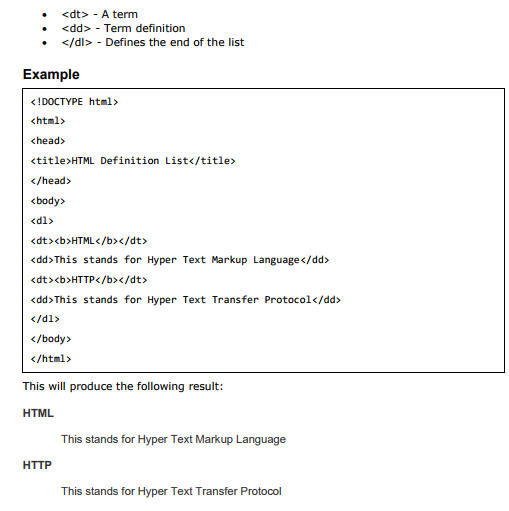 • <dt> - A term
• <dd> - Term definition
• </dl> - Defines the end of the list
Example
<!DOCTYPE html>
<html>
<head>
<title>HTML Definition List</title>
</head>
<body>
<dl>
<dt><b>HTML</b></dt>
<dd>This stands for Hyper Text Markup Language</dd>
<dt><b>HTTP</b></dt>
<dd>This stands for Hyper Text Transfer Protocol</dd>
</dl>
</body>
</html>
This will produce the following result:
HTML
This stands for Hyper Text Markup Language
HTTP
This stands for Hyper Text Transfer Protocol